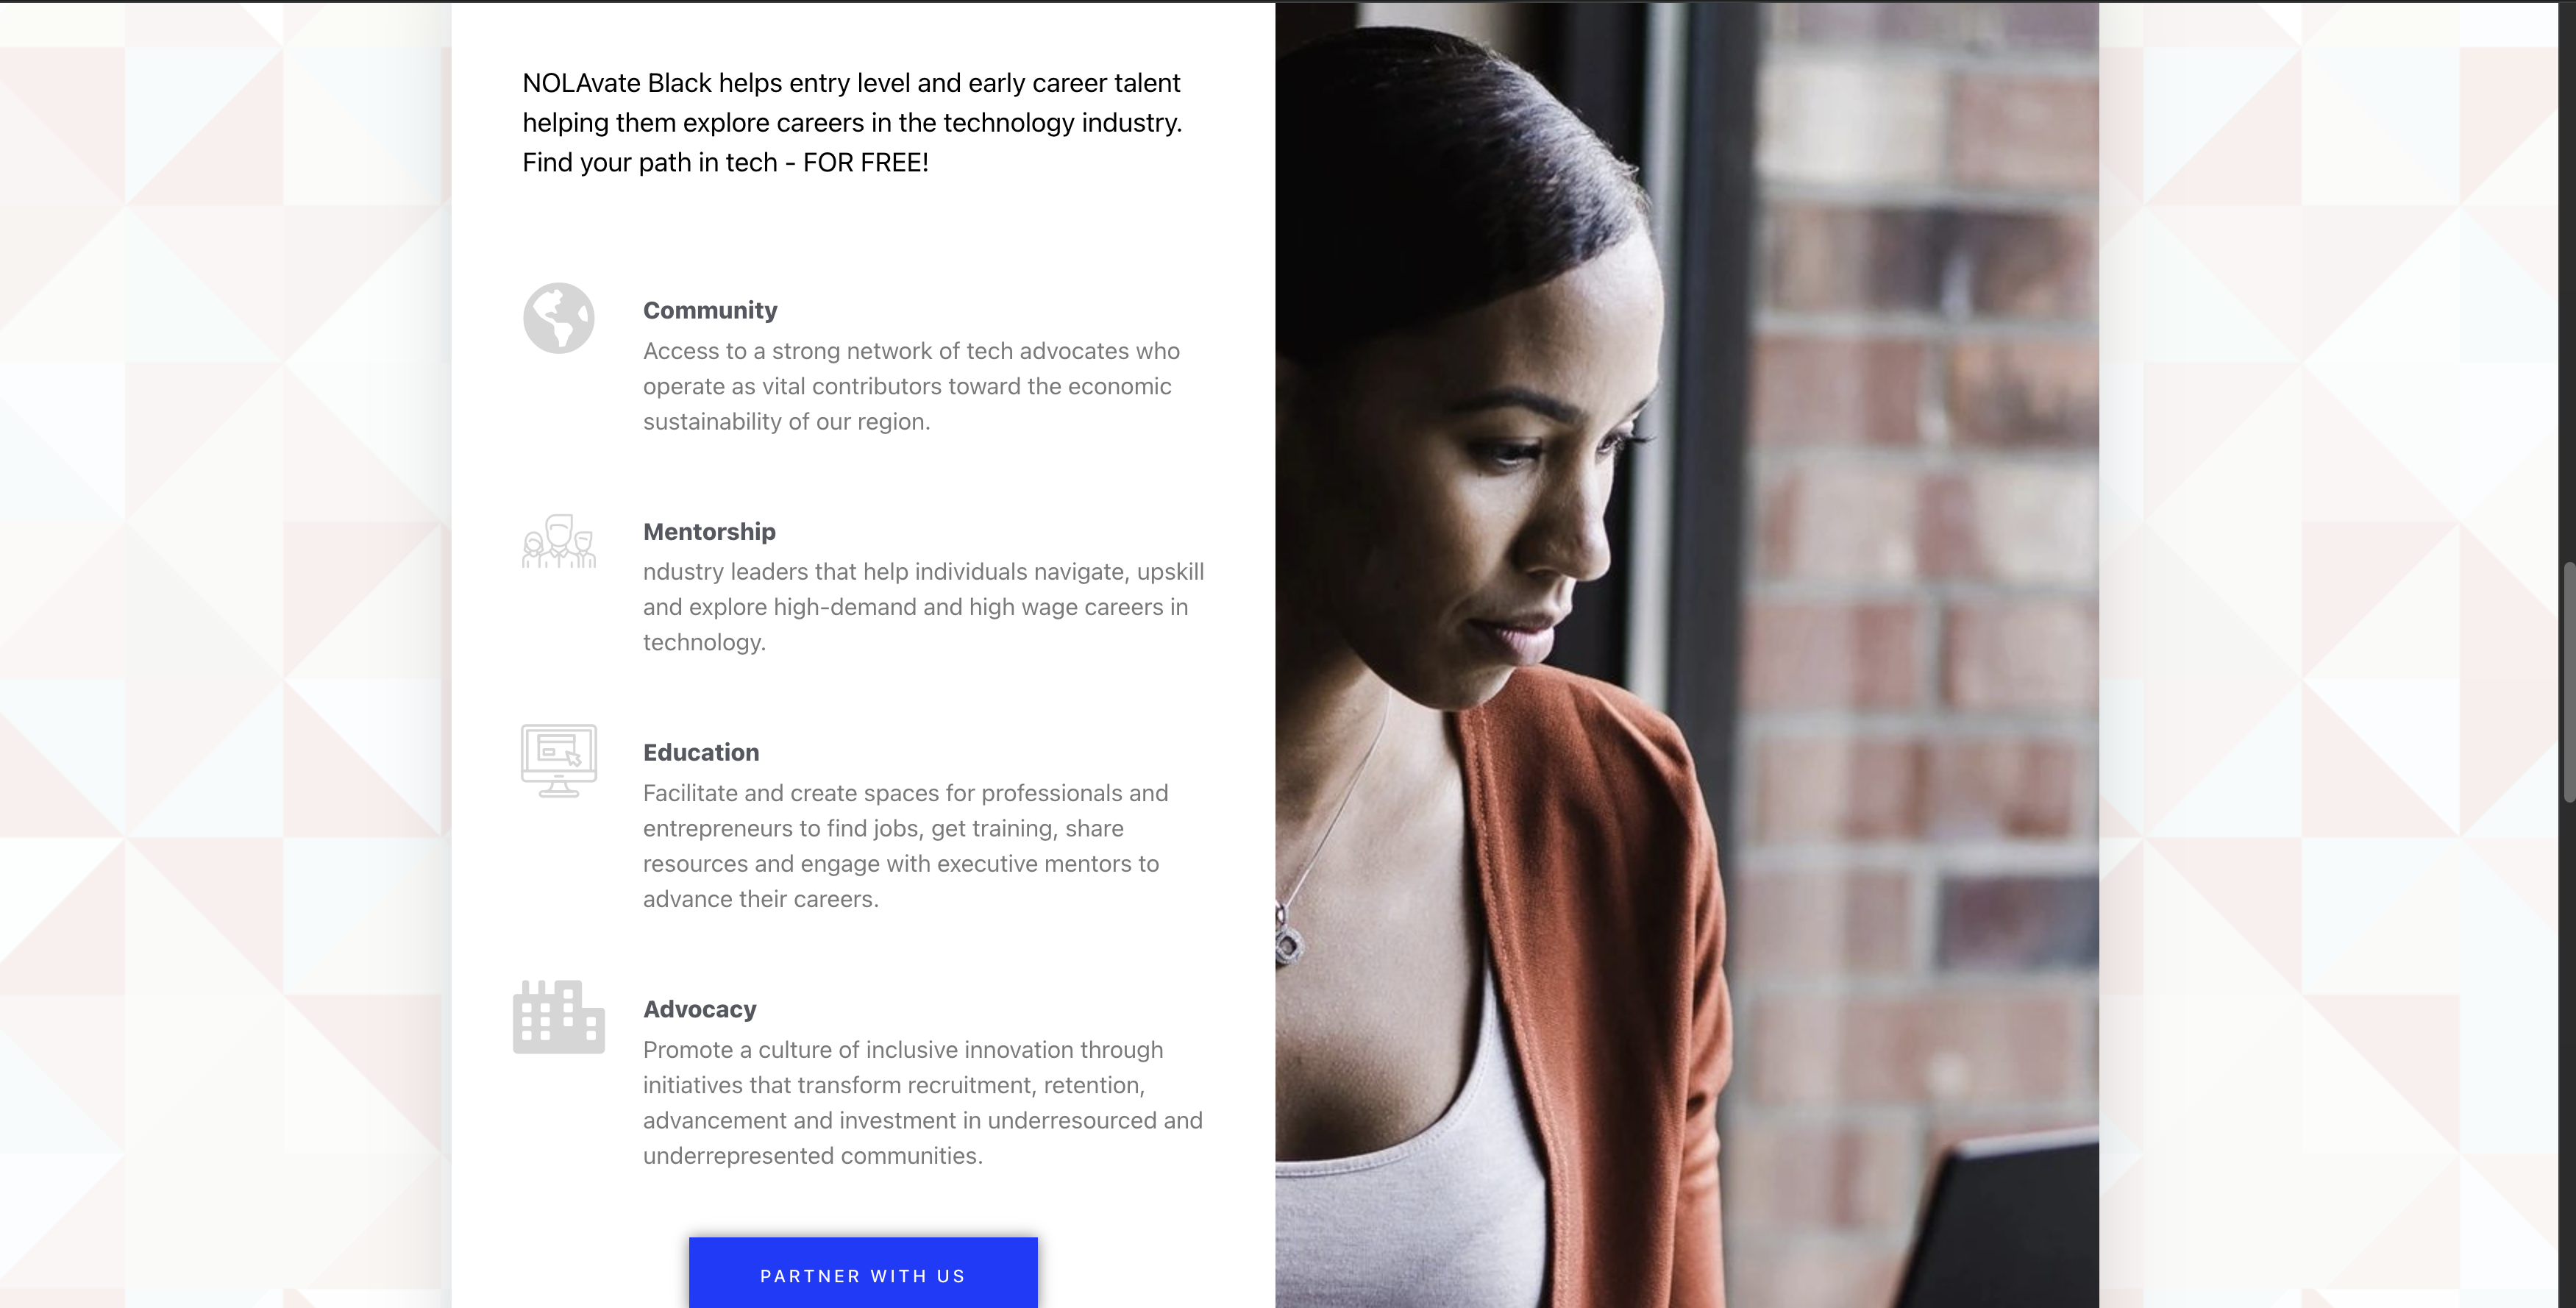 NOLAvate Black helps entry level and early career talent
helping them explore careers in the technology industry.
Find your path in tech - FOR FREE!
Community
Access to a strong network of tech advocates who
operate as vital contributors toward the economic
sustainability of our region.
Mentorship
ndustry leaders that help individuals navigate, upskill
and explore high-demand and high wage careers in
technology.
Education
Facilitate and create spaces for professionals and
entrepreneurs to find jobs, get training, share
resources and engage with executive mentors to
advance their careers.
Advocacy
Promote a culture of inclusive innovation through
initiatives that transform recruitment, retention,
advancement and investment in underresourced and
underrepresented communities.
PARTNER WITH US